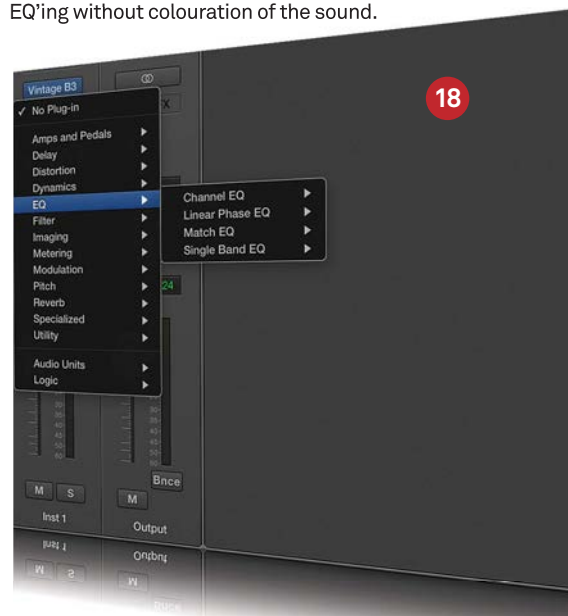 EQ'ing without colouration of the sound.
18
Vintage B3
✓ No Plug-in
Amps and Pedals
Delay
Distortion
Dynamics
EQ
Filter
Imaging
Metering
Modulation
Pitch
Reverb
Specialized
Utility
Audio Units
Logic
Channel EQ
Linear Phase EQ
Match EQ
Single Band EQ
24
Bnce
M S
M
Inst 1
Output